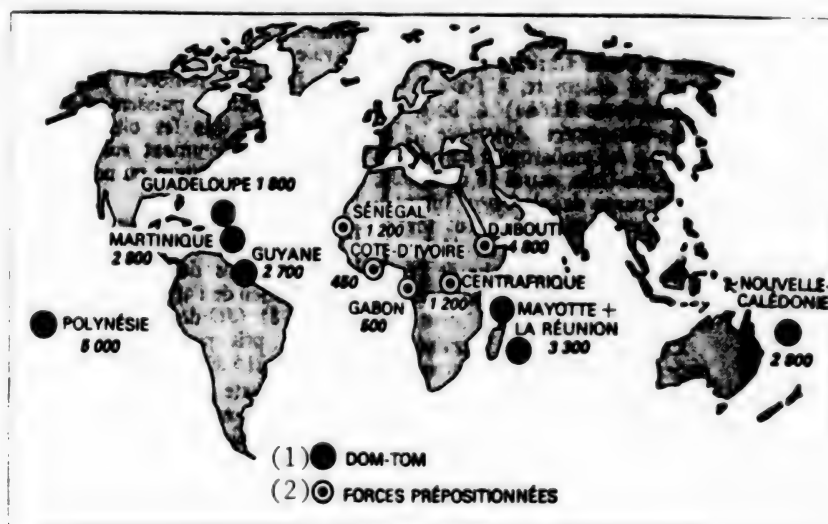 GUADELOUPE 1 800
MARTINIQUE
2 800
GUYANE
2 700
POLYNÉSIE
5 000
SÉNÉGAL
1 200
CÔTE-D'IVOIRE
450
GABON
500
DJIBOUTI
4 800
CENTRAFRIQUE
1 200
MAYOTTE +
LA RÉUNION
3 300
NOUVELLE-
CALÉDONIE
2 800
(1) DOM-TOM
(2) FORCES PRÉPOSITIONNÉES